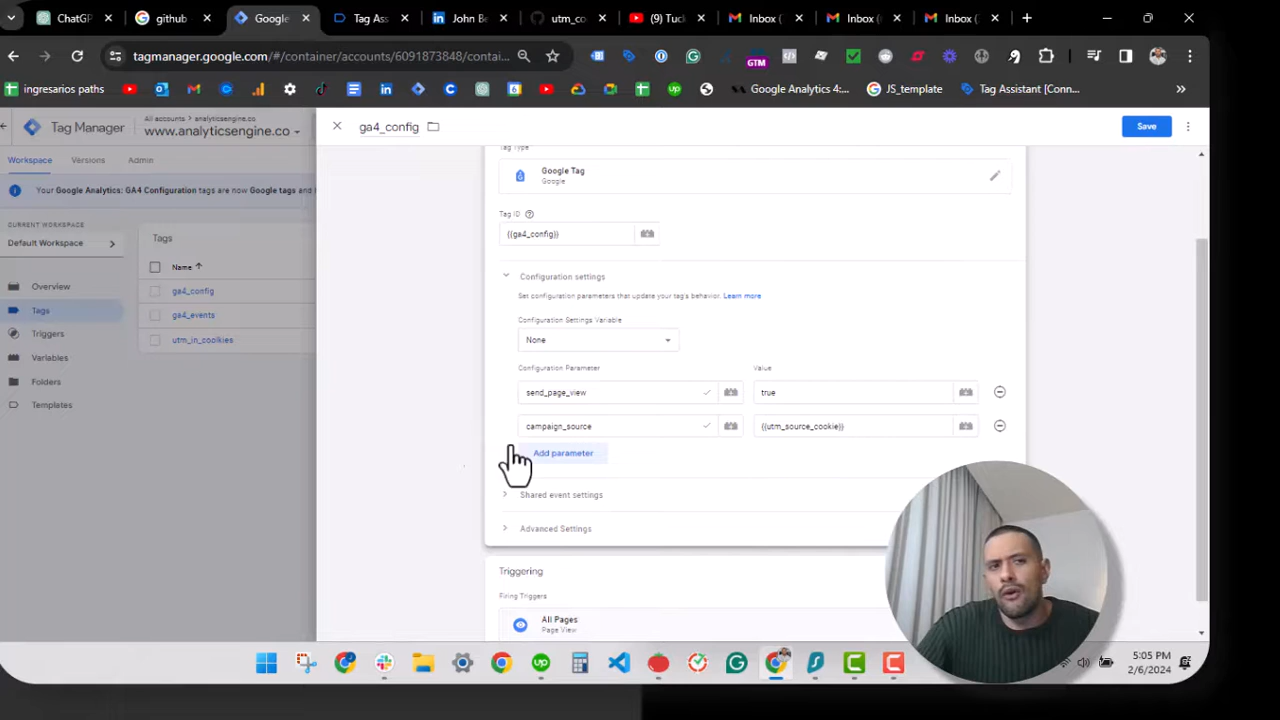 ChatGP
github
Google
Tag Ass
John Be
utm_co
(9) Tuck
Inbox (
Inbox (
Inbox (
tagmanager.google.com/#/container/accounts/6091873848/contai...
GTM
ingresarios paths
Google Analytics 4:...
JS_template
Tag Assistant [Conn...
Tag Manager
All accounts > analyticsengine.co
www.analyticsengine.co
ga4_config
Save
Workspace
Versions
Admin
Your Google Analytics: GA4 Configuration tags are now Google tags and
CURRENT WORKSPACE
Default Workspace
Overview
Tags
Triggers
Variables
Folders
Templates
Tags
Name
ga4_config
ga4_events
utm_in_coolkies
Tag Type
Google Tag
Google
Tag ID
{{ga4_config}}
Configuration settings
Set configuration parameters that update your tag's behavior. Learn more
Configuration Settings Variable
None
Configuration Parameter
Value
send_page_view
true
campaign_source
{{utm_source_cookie}}
Add parameter
Shared event settings
Advanced Settings
Triggering
Firing Triggers
All Pages
Page View
5:05 PM
2/6/2024